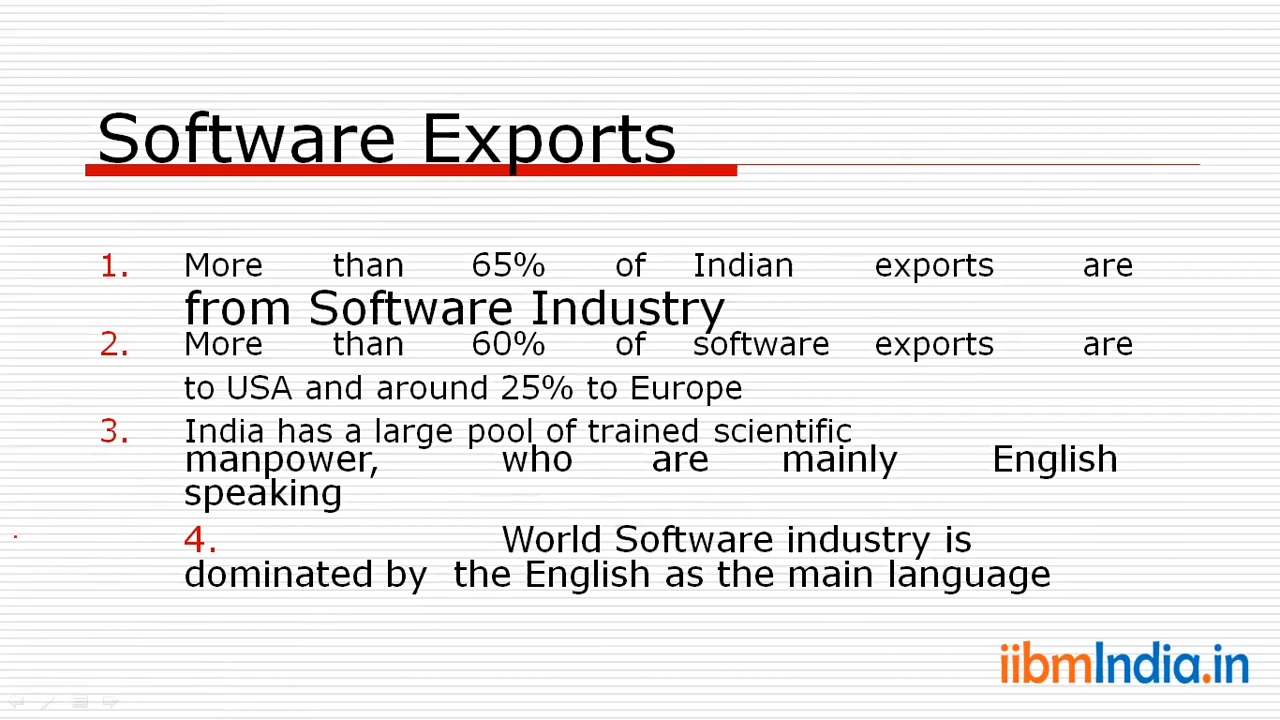 Software Exports
1. More than 65% of Indian exports are
from Software Industry
2. More than 60% of software exports are
to USA and around 25% to Europe
3. India has a large pool of trained scientific
manpower, who are mainly English
speaking
4. World Software industry is
dominated by the English as the main language
iibmIndia.in